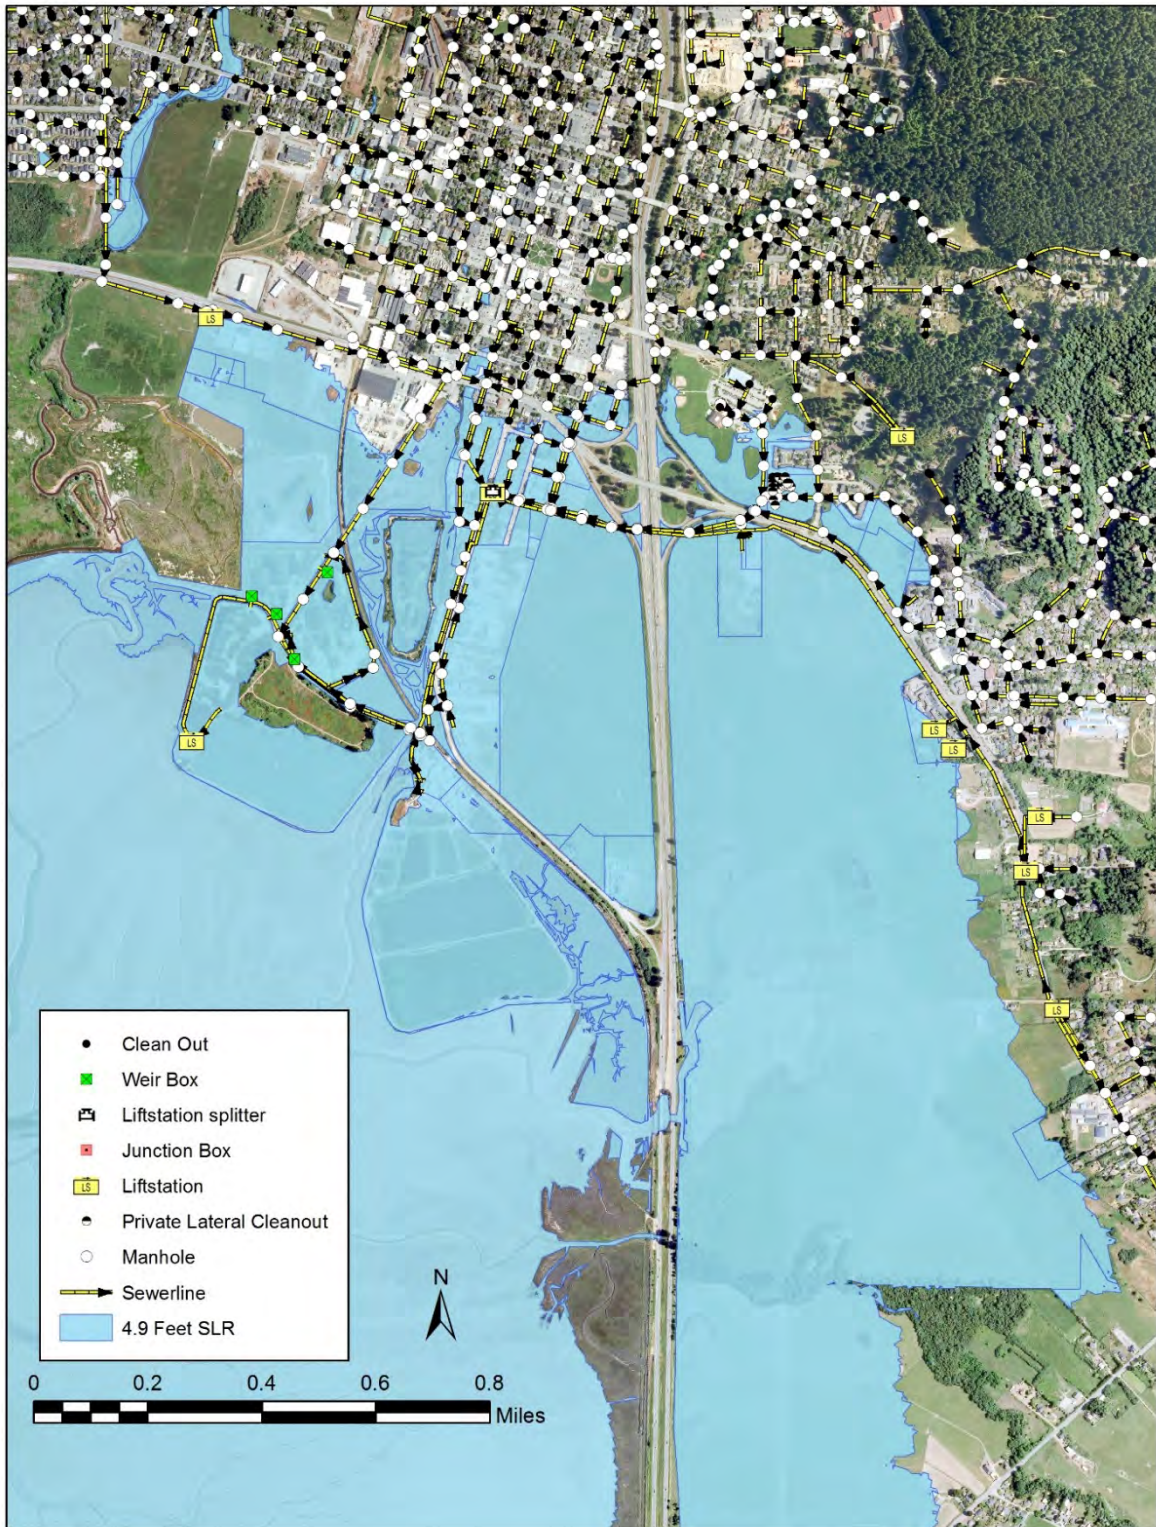 LS
LS
LS
LS
LS
LS
LS
LS
Clean Out
Weir Box
Liftstation splitter
Junction Box
LS Liftstation
Private Lateral Cleanout
Manhole
Sewerline
4.9 Feet SLR
N
0 0.2 0.4 0.6 0.8
Miles